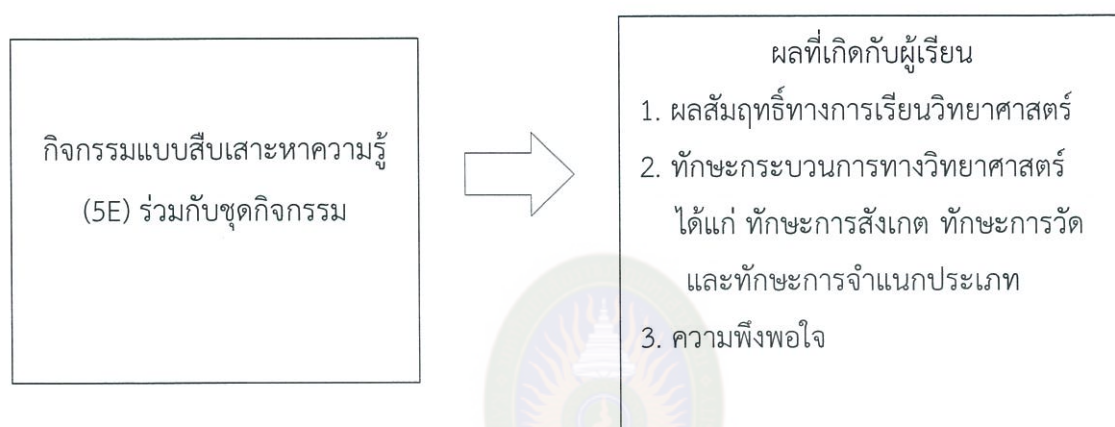 กิจกรรมแบบสืบเสาะหาความรู้
(5E) ร่วมกับชุดกิจกรรม
ผลที่เกิดกับผู้เรียน
1. ผลสัมฤทธิ์ทางการเรียนวิทยาศาสตร์
2. ทักษะกระบวนการทางวิทยาศาสตร์
ได้แก่ ทักษะการสังเกต ทักษะการวัด
และทักษะการจำแนกประเภท
3. ความพึงพอใจ